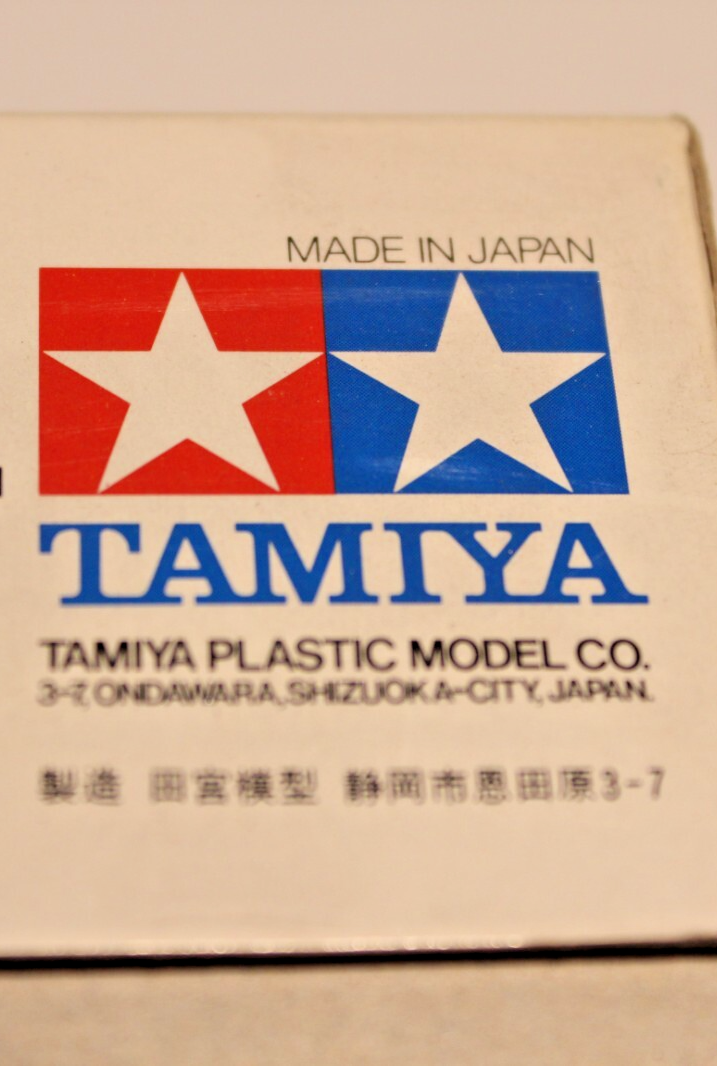 MADE IN JAPAN
TAMIYA
TAMIYA PLASTIC MODEL CO.
3-7, ONDAWARA, SHIZUOKA-CITY, JAPAN.
製造 田宮模型 静岡市恩田原3-7